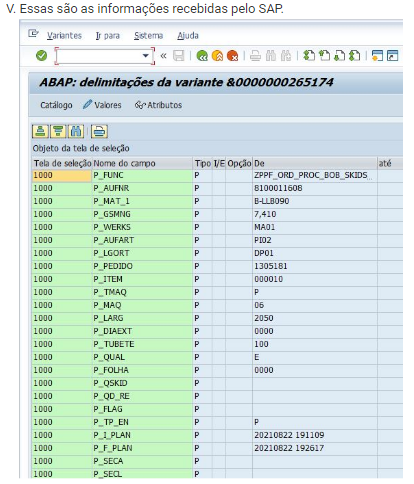 V. Essas são as informações recebidas pelo SAP.
Variantes Ir para Sistema Ajuda
ABAP: delimitações da variante &0000000265174
Catálogo Valores Atributos
Objeto da tela de seleção
Tela de seleção Nome do campo Tipo I/E Opção De até
1000 P_FUNC P ZPPF_ORD_PROC_BOB_SKIDS_
1000 P_AUFNR P 8100011608
1000 P_MAT_1 P B-LL8090
1000 P_GSMNG P 7,410
1000 P_WERKS P MA01
1000 P_AUFART P PI02
1000 P_LGORT P DP01
1000 P_PEDIDO P 1305181
1000 P_ITEM P 000010
1000 P_TMAQ P P
1000 P_MAQ P 06
1000 P_LARG P 2050
1000 P_DIAEXT P 0000
1000 P_TUBETE P 100
1000 P_QUAL P E
1000 P_FOLHA P 0000
1000 P_QSKID P
1000 P_QD_RE P
1000 P_FLAG P
1000 P_TP_EN P P
1000 P_I_PLAN P 20210822 191109
1000 P_F_PLAN P 20210822 192617
1000 P_SECA P
1000 P_SECL P